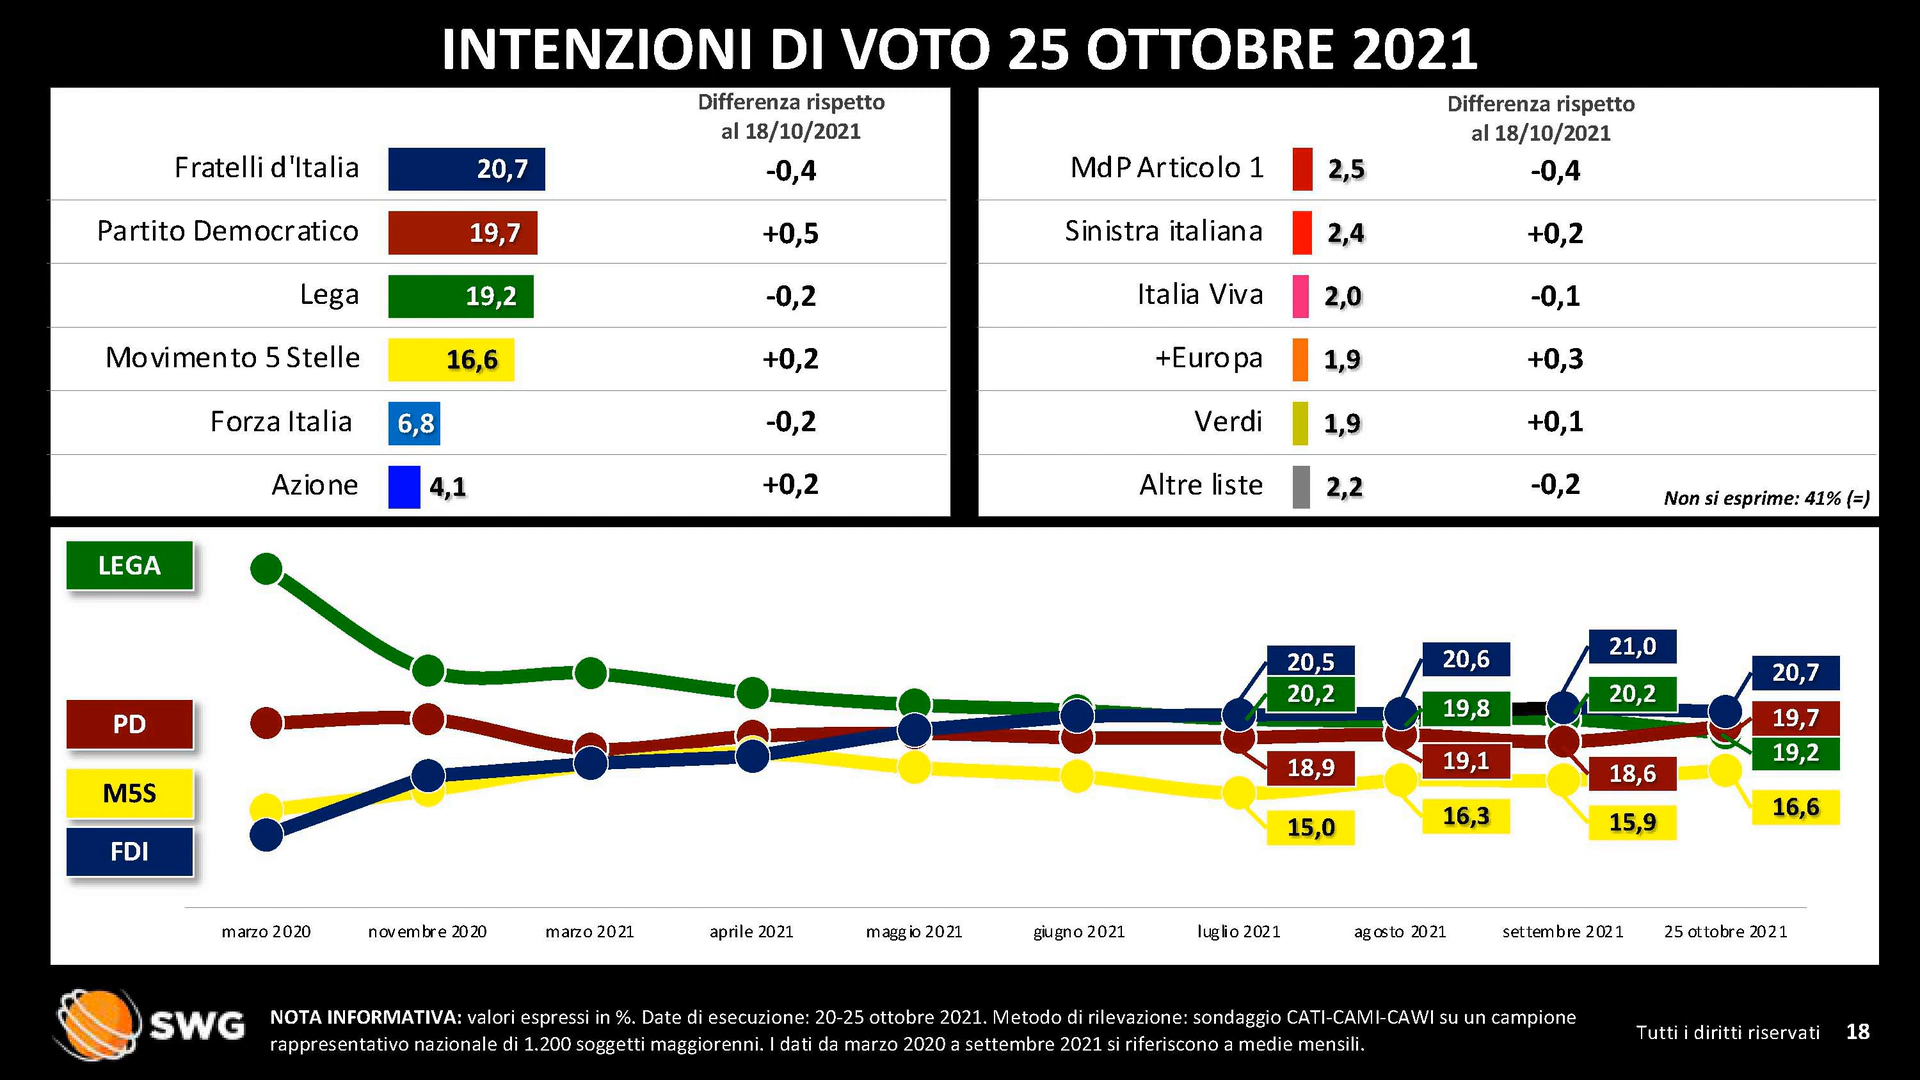 INTENZIONI DI VOTO 25 OTTOBRE 2021
Differenza rispetto
al 18/10/2021
Fratelli d'Italia 20,7 -0,4
Partito Democratico 19,7 +0,5
Lega 19,2 -0,2
Movimento 5 Stelle 16,6 +0,2
Forza Italia 6,8 -0,2
Azione 4,1 +0,2
Differenza rispetto
al 18/10/2021
MdP Articolo 1 2,5 -0,4
Sinistra italiana 2,4 +0,2
Italia Viva 2,0 -0,1
+Europa 1,9 +0,3
Verdi 1,9 +0,1
Altre liste 2,2 -0,2
Non si esprime: 41% (=)
LEGA
PD
M5S
FDI
20,5 20,6 21,0 20,7
20,2 19,8 20,2 19,7
18,9 19,1 18,6 19,2
15,0 16,3 15,9 16,6
marzo 2020 novembre 2020 marzo 2021 aprile 2021 maggio 2021 giugno 2021 luglio 2021 agosto 2021 settembre 2021 25 ottobre 2021
SWG
NOTA INFORMATIVA: valori espressi in %. Date di esecuzione: 20-25 ottobre 2021. Metodo di rilevazione: sondaggio CATI-CAMI-CAWI su un campione
rappresentativo nazionale di 1.200 soggetti maggiorenni. I dati da marzo 2020 a settembre 2021 si riferiscono a medie mensili.
Tutti i diritti riservati 18